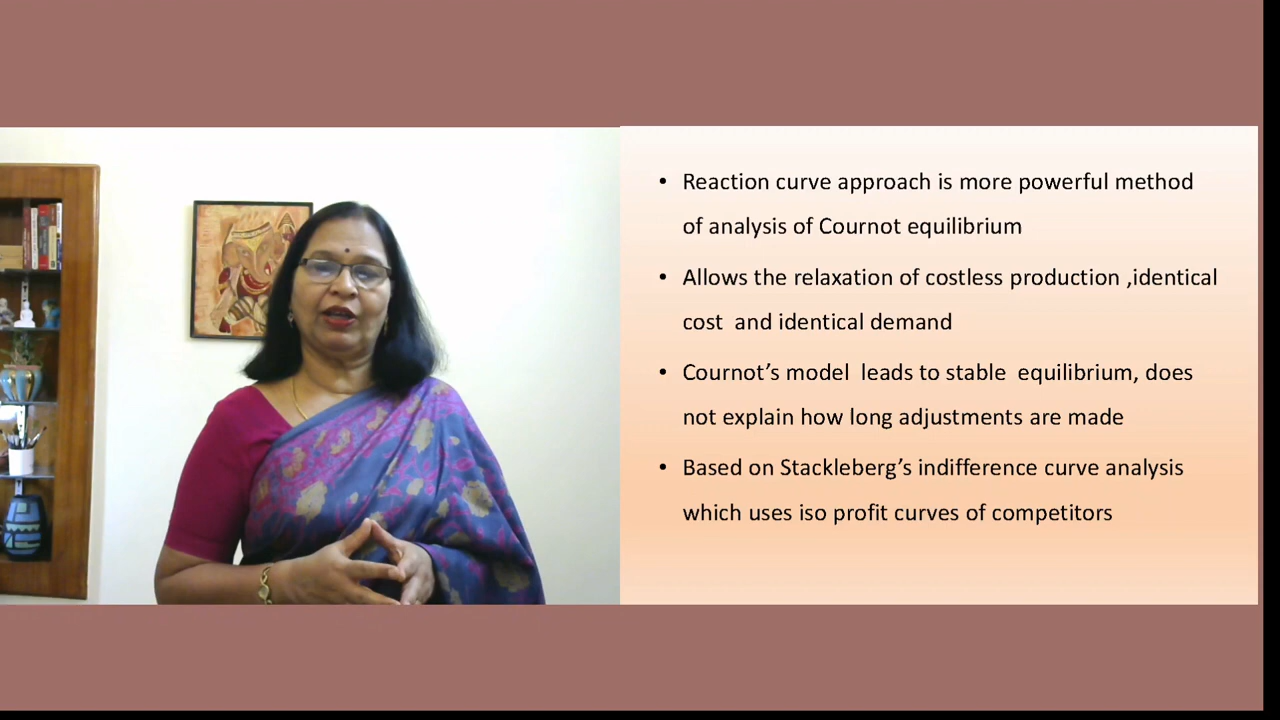 • Reaction curve approach is more powerful method
of analysis of Cournot equilibrium
• Allows the relaxation of costless production ,identical
cost and identical demand
• Cournot’s model leads to stable equilibrium, does
not explain how long adjustments are made
• Based on Stackleberg’s indifference curve analysis
which uses iso profit curves of competitors